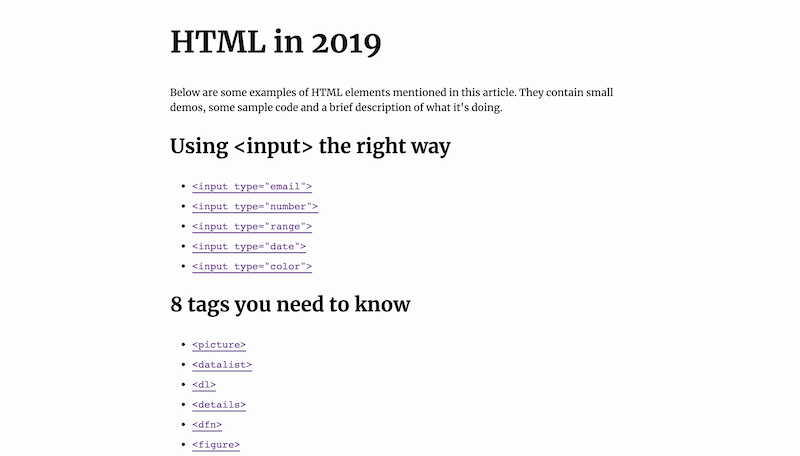 HTML in 2019
Below are some examples of HTML elements mentioned in this article. They contain small
demos, some sample code and a brief description of what it's doing.
Using <input> the right way
<input type="email">
<input type="number">
<input type="range">
<input type="date">
<input type="color">
8 tags you need to know
<picture>
<datalist>
<dl>
<details>
<dfn>
<figure>